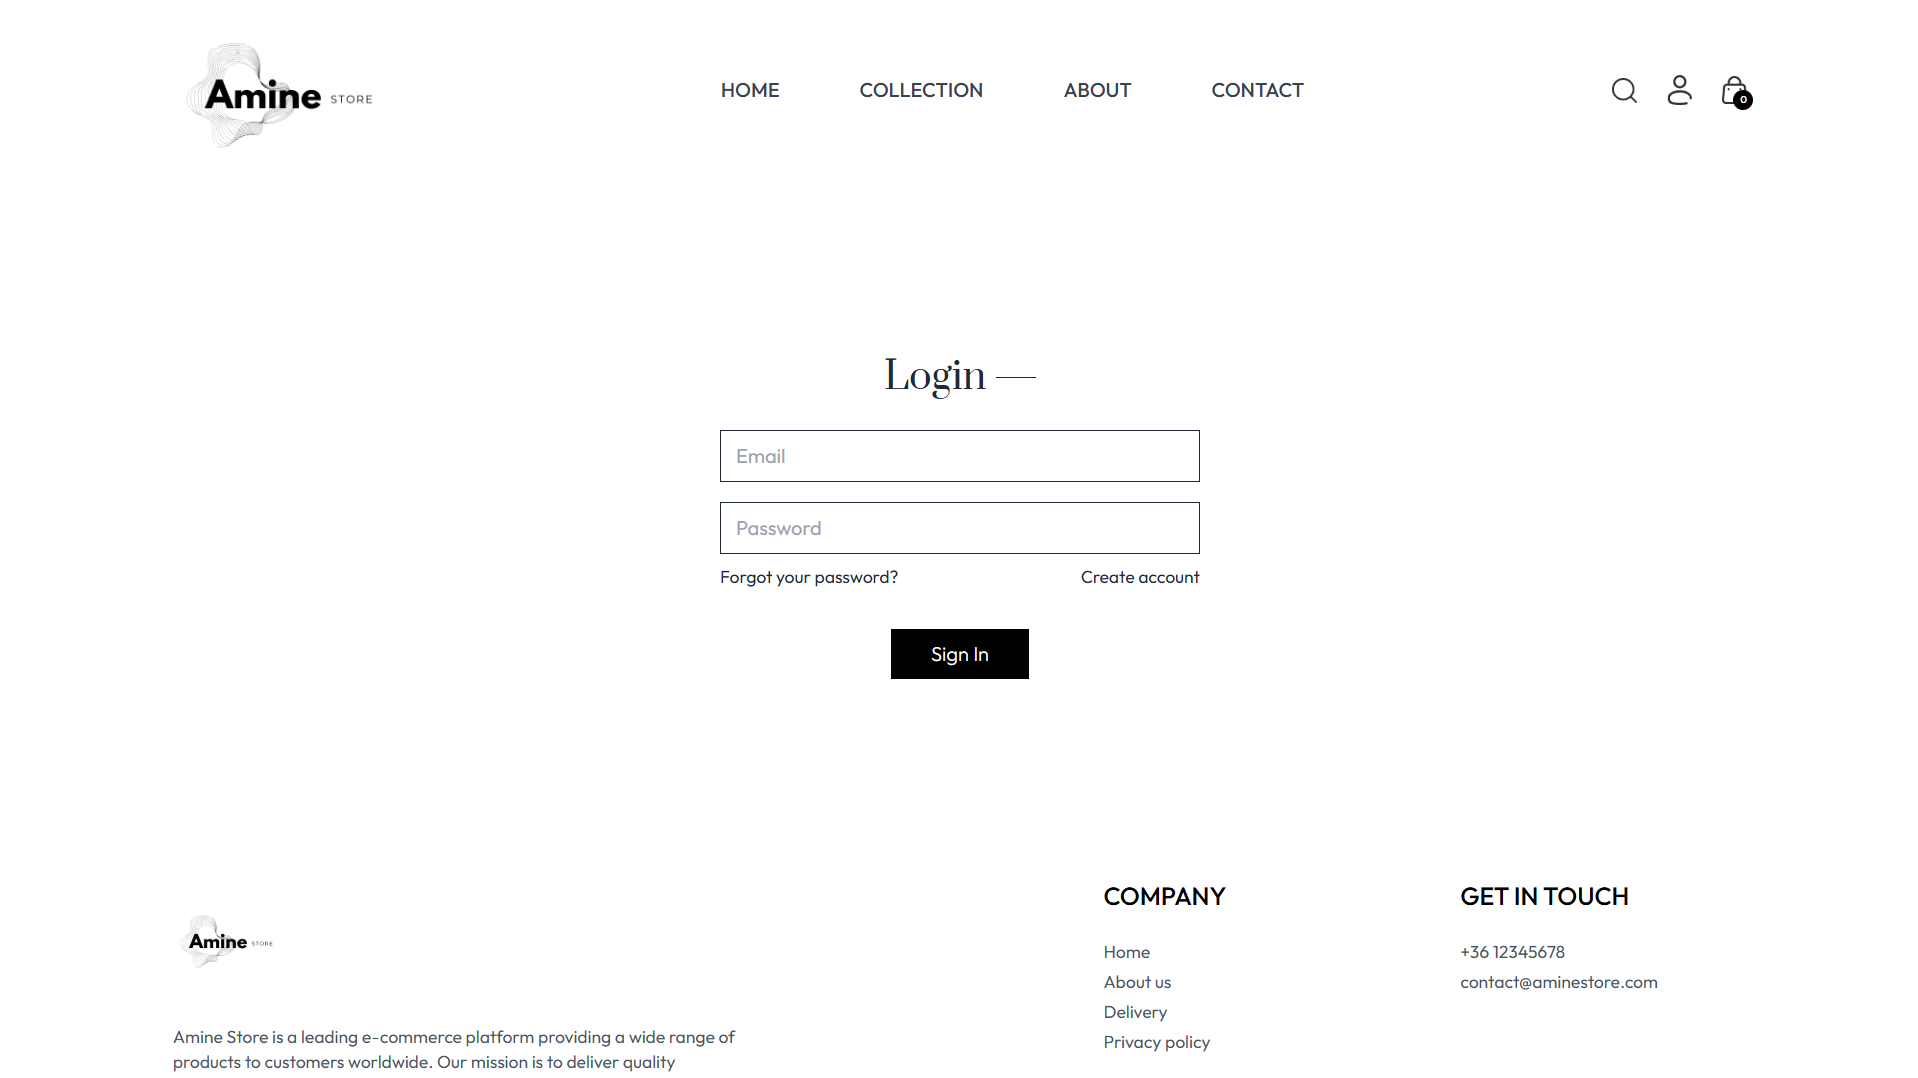 Amine STORE
HOME COLLECTION ABOUT CONTACT
0
Login
Email
Password
Forgot your password? Create account
Sign In
Amine STORE
Amine Store is a leading e-commerce platform providing a wide range of
products to customers worldwide. Our mission is to deliver quality
COMPANY
Home
About us
Delivery
Privacy policy
GET IN TOUCH
+36 12345678
contact@aminestore.com